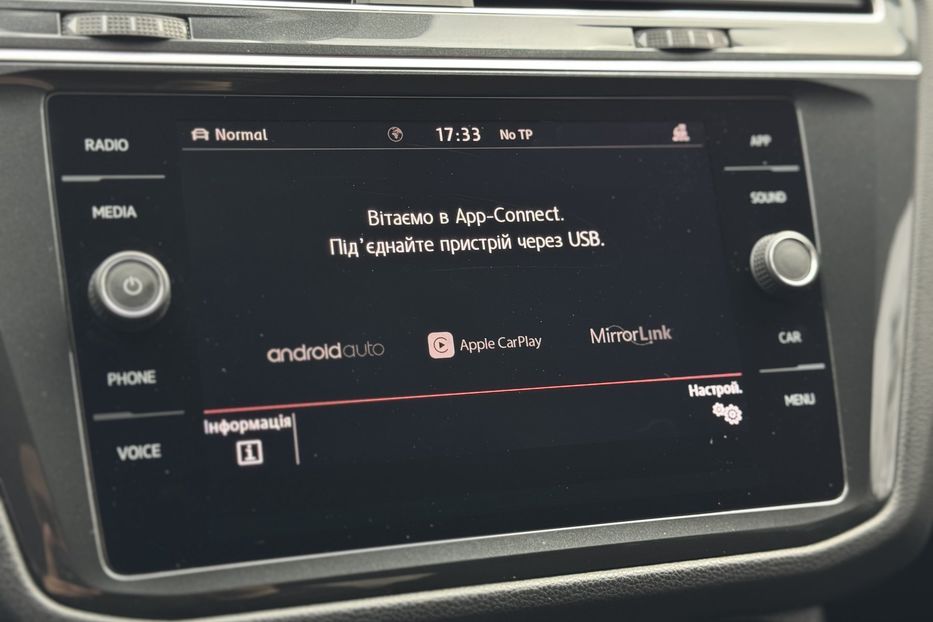 RADIO
MEDIA
PHONE
VOICE
Normal
17:33 No TP
Вітаємо в App-Connect.
Під’єднайте пристрій через USB.
androidauto
Apple CarPlay
MirrorLink
Інформація
Настрой.
APP
SOUND
CAR
MENU